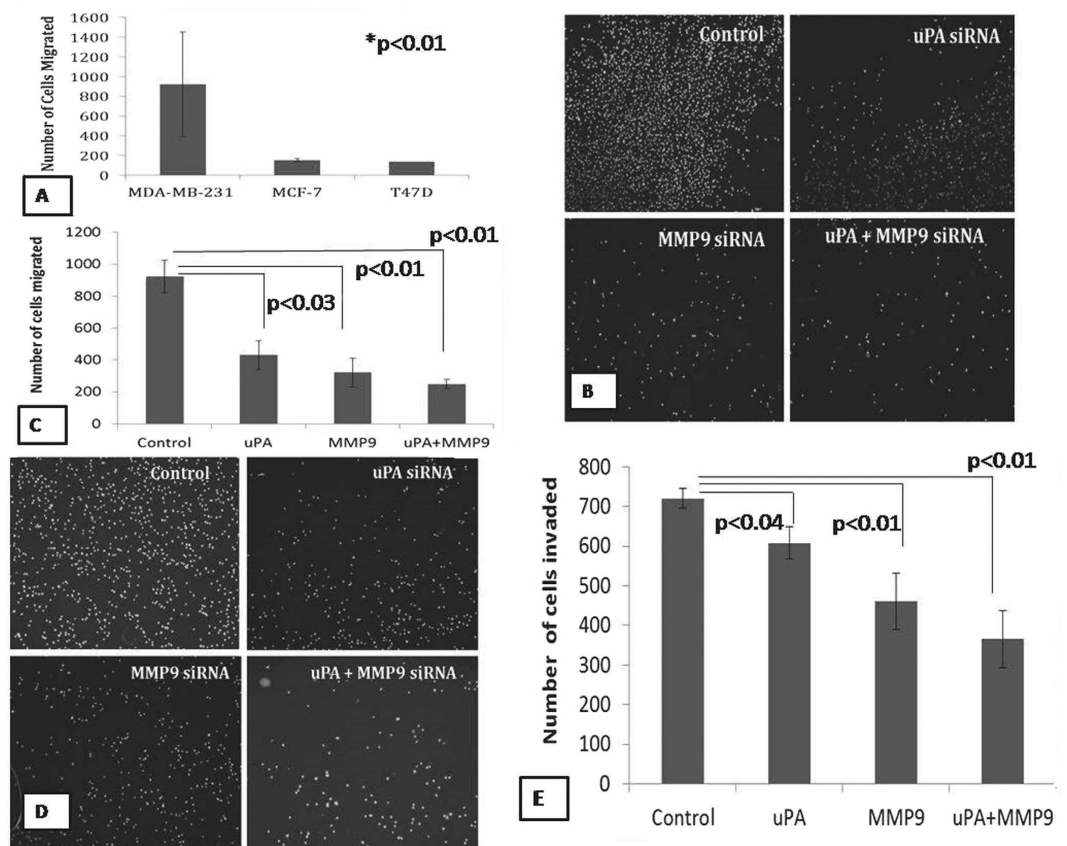 Number of Cells Migrated
1600
1400
1200
1000
800
600
400
200
0
*p<0.01
MDA-MB-231 MCF-7 T47D
A
Control
uPA siRNA
MMP9 siRNA
uPA + MMP9 siRNA
B
Number of cells migrated
1200
1000
800
600
400
200
0
p<0.01
p<0.01
p<0.03
Control uPA MMP9 uPA+MMP9
C
Control
uPA siRNA
MMP9 siRNA
uPA + MMP9 siRNA
D
Number of cells invaded
800
700
600
500
400
300
200
100
0
p<0.01
p<0.04 p<0.01
Control uPA MMP9 uPA+MMP9
E